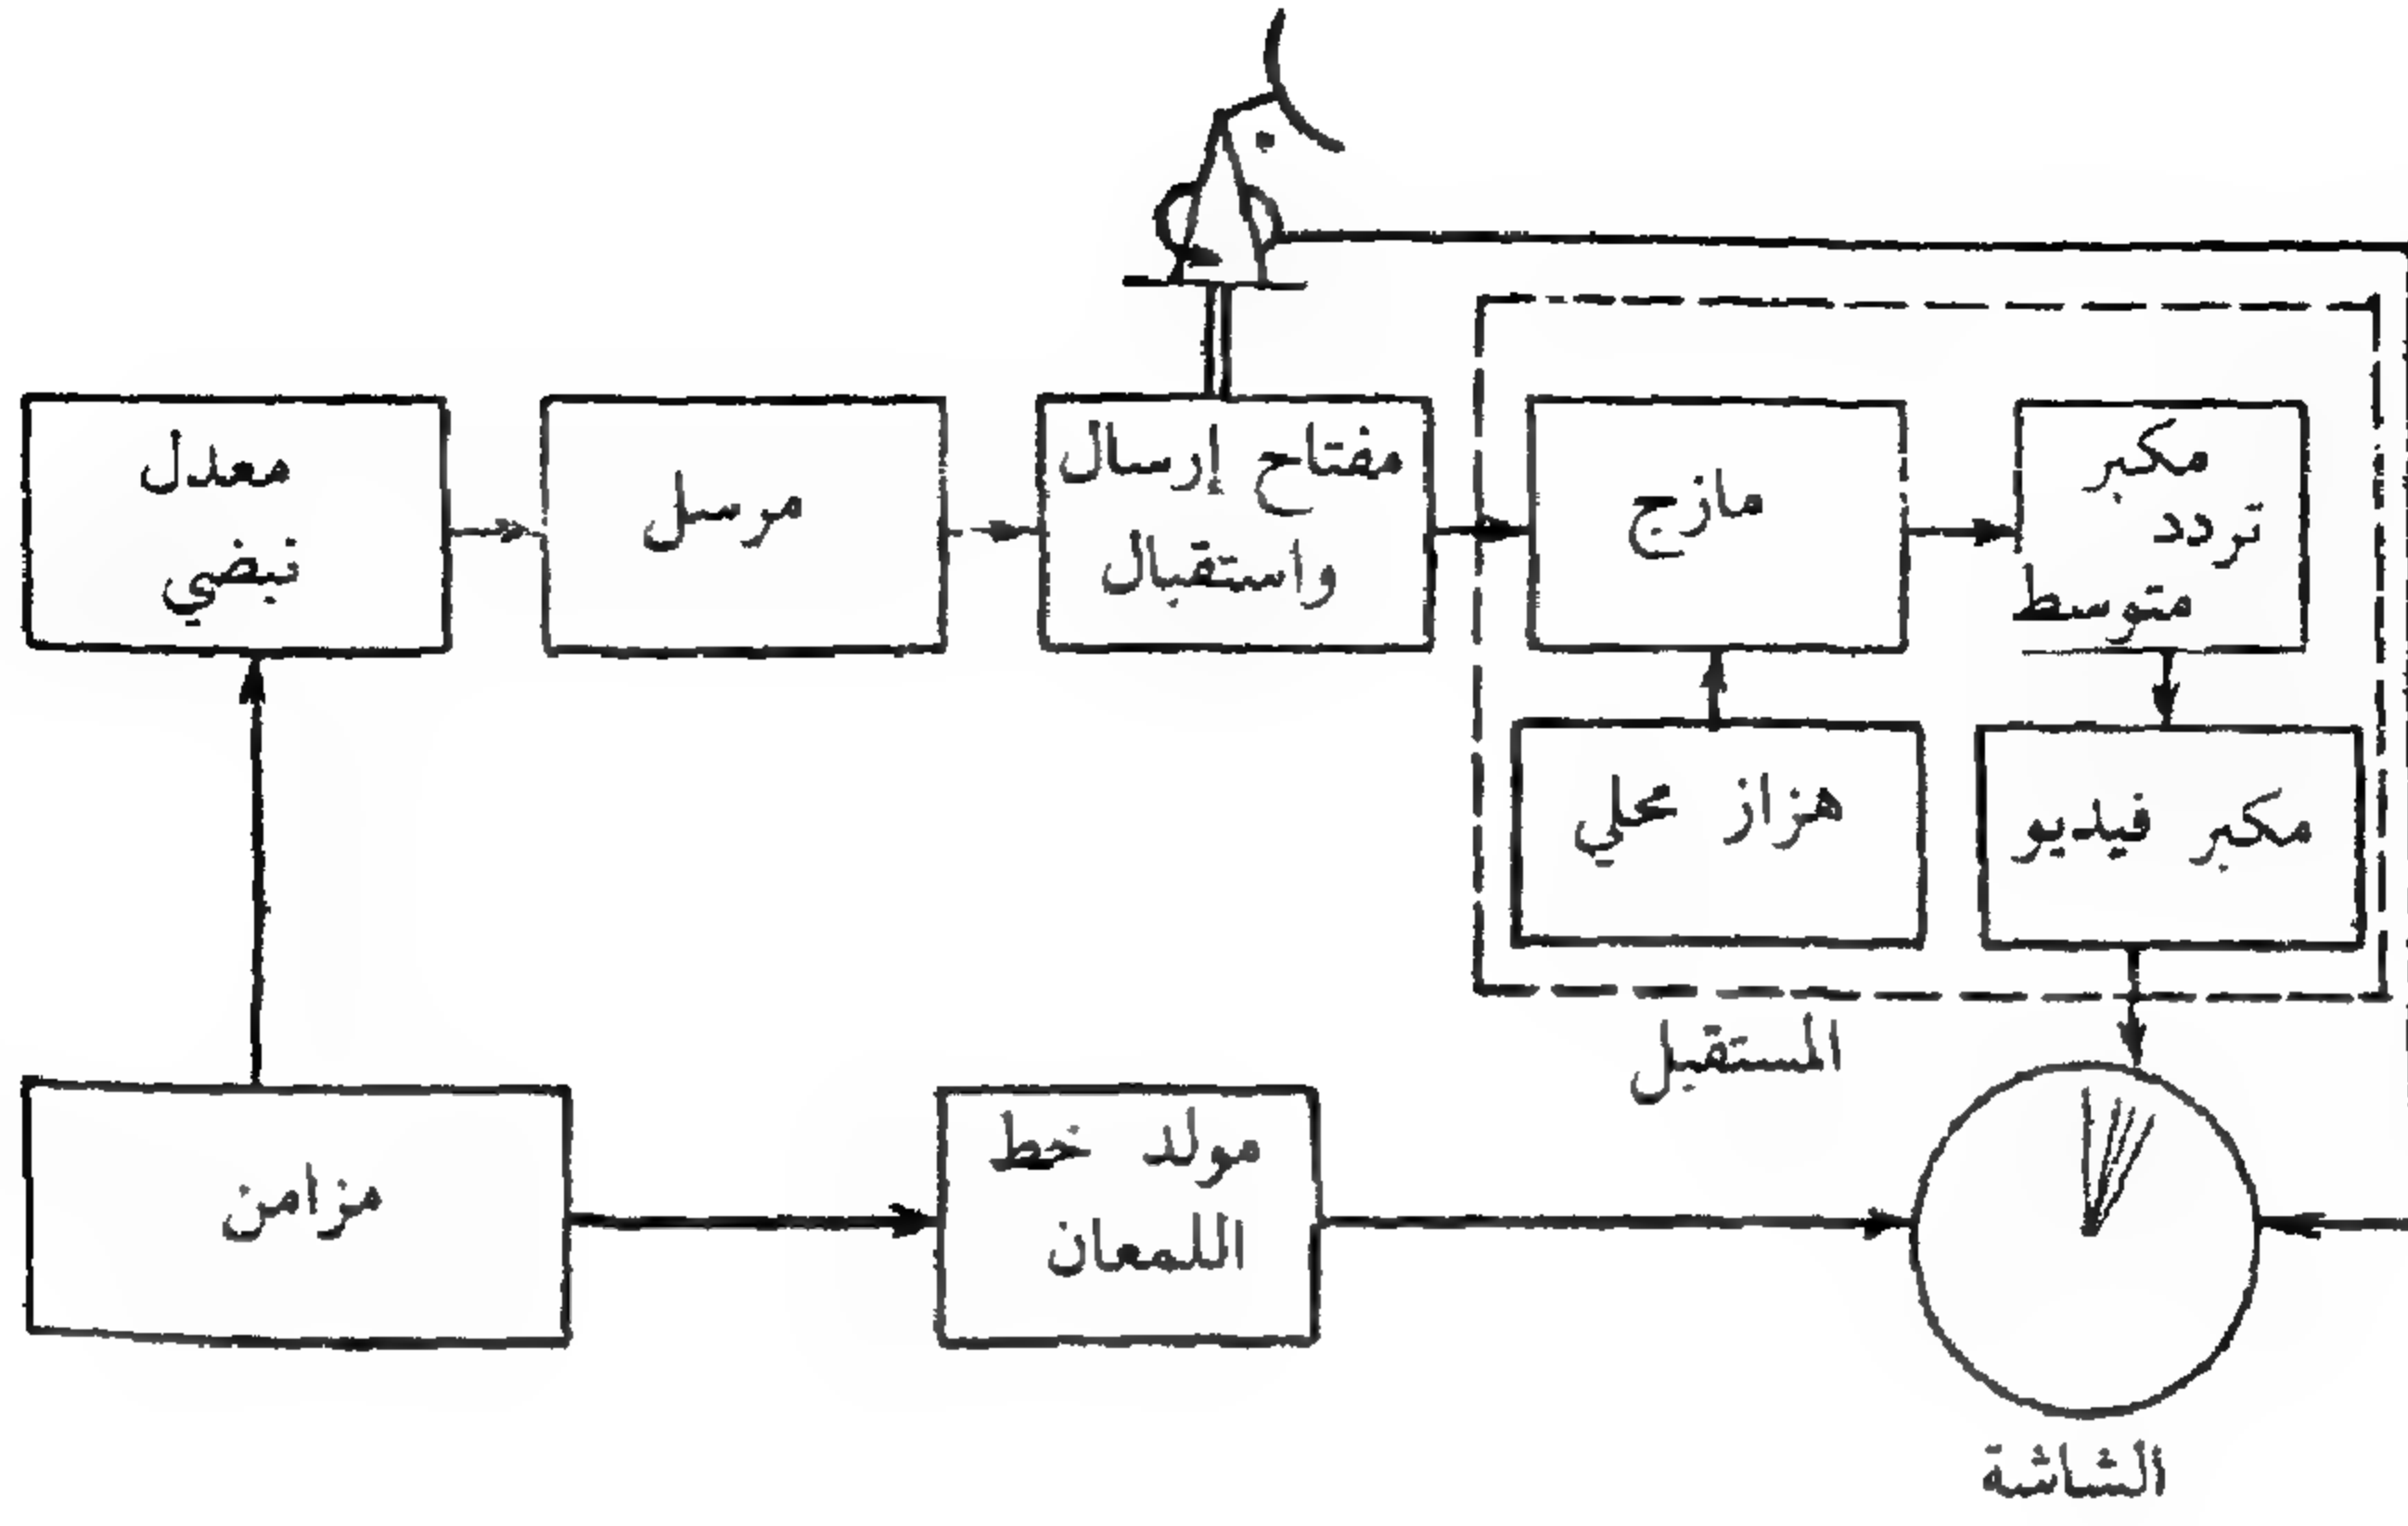 معدل
نبضي
مرسل
مفتاح إرسال
واستقبال
مازج
مكبر
تردد
متوسط
هزاز محلي
مكبر فيديو
المستقبل
مزامن
مولد خط
اللمعان
الشاشة